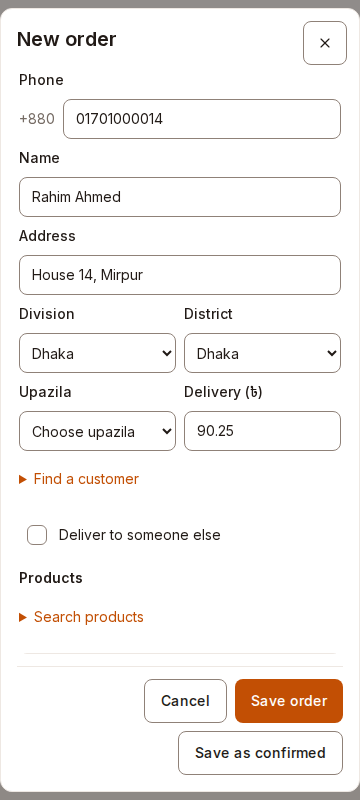 New order
×
Phone
+880 01701000014
Name
Rahim Ahmed
Address
House 14, Mirpur
Division District
Dhaka Dhaka
Upazila Delivery (৳)
Choose upazila 90.25
Find a customer
Deliver to someone else
Products
Search products
Cancel Save order
Save as confirmed